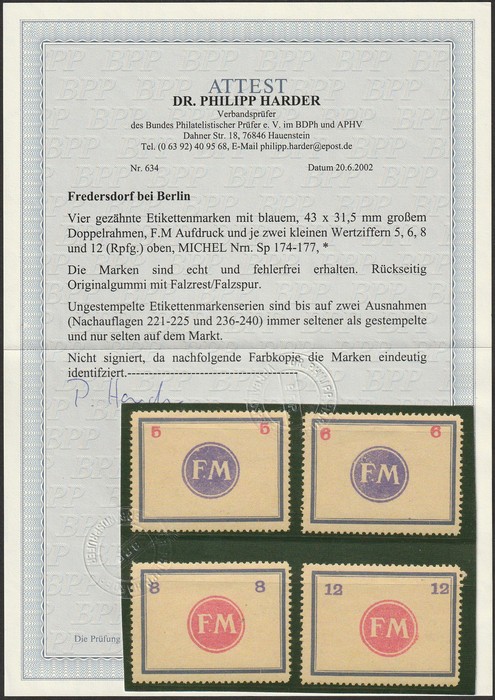 ATTEST
DR. PHILIPP HARDER
Verbandsprüfer
des Bundes Philatelistischer Prüfer e. V. im BDPh und APHV
Dahner Str. 18, 76846 Hauenstein
Tel. (0 63 92) 40 95 68, E-Mail philipp.harder@epost.de
Nr. 634 Datum 20.6.2002
Fredersdorf bei Berlin
Vier gezähnte Etikettenmarken mit blauem, 43 x 31,5 mm großem
Doppelrahmen, F.M Aufdruck und je zwei kleinen Wertziffern 5, 6, 8
und 12 (Rpfg.) oben, MICHEL Nrn. Sp 174-177, *
Die Marken sind echt und fehlerfrei erhalten. Rückseitig
Originalgummi mit Falzrest/Falzspur.
Ungestempelte Etikettenmarkenserien sind bis auf zwei Ausnahmen
(Nachauflagen 221-225 und 236-240) immer seltener als gestempelte
und nur selten auf dem Markt.
Nicht signiert, da nachfolgende Farbkopie die Marken eindeutig
identifziert.------------------------------------
P. Harder
5 5 6 6
F.M F.M
8 8 12 12
F.M F.M
Die Prüfung